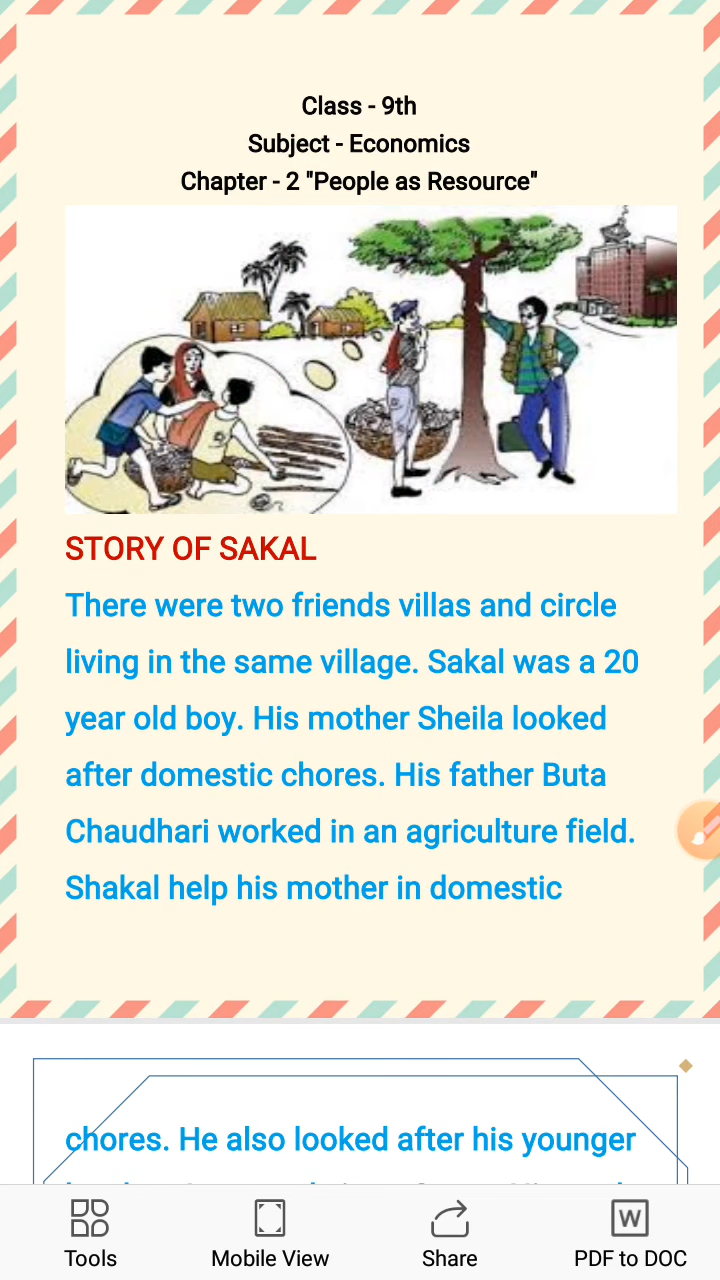 Class - 9th
Subject - Economics
Chapter - 2 "People as Resource"
STORY OF SAKAL
There were two friends villas and circle
living in the same village. Sakal was a 20
year old boy. His mother Sheila looked
after domestic chores. His father Buta
Chaudhari worked in an agriculture field.
Shakal help his mother in domestic
chores. He also looked after his younger
Tools
Mobile View
Share
W
PDF to DOC